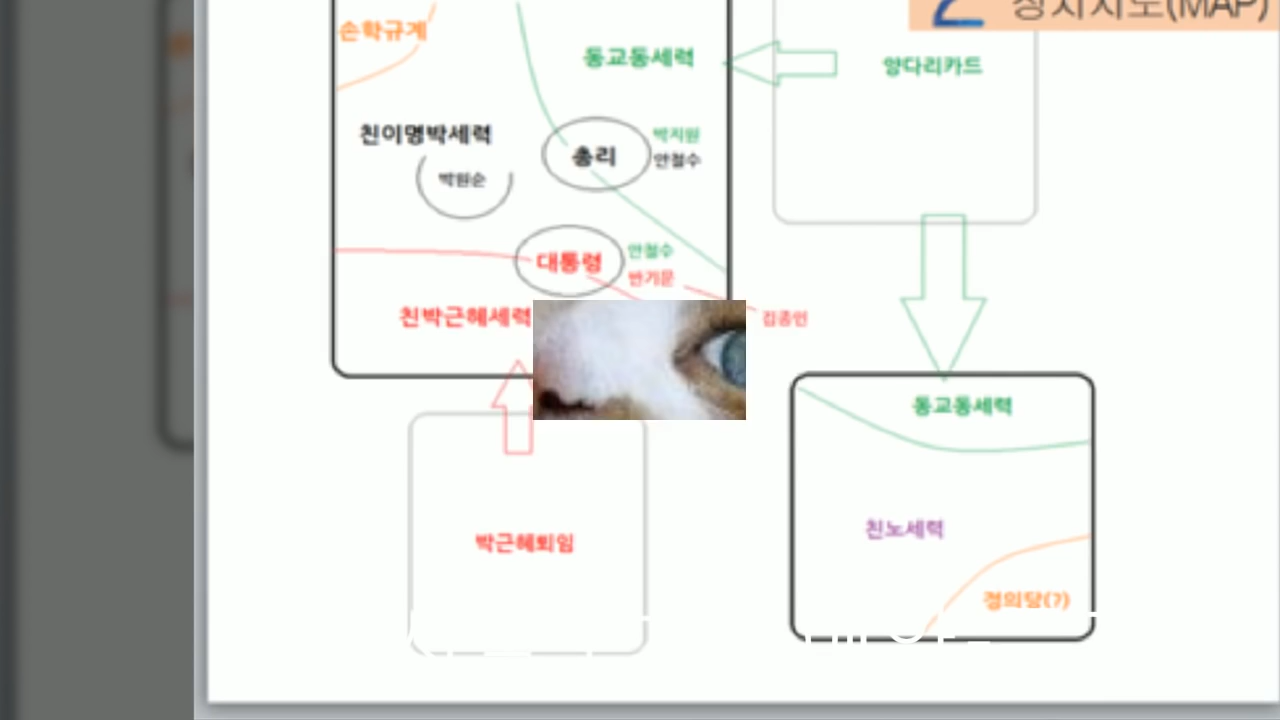 정치지도(MAP)
손학규계
동교동세력
양다리카드
친이명박세력
총리
박지원
안철수
박원순
대통령
안철수
반기문
친박근혜세력
김종인
동교동세력
박근혜퇴임
친노세력
정의당(?)